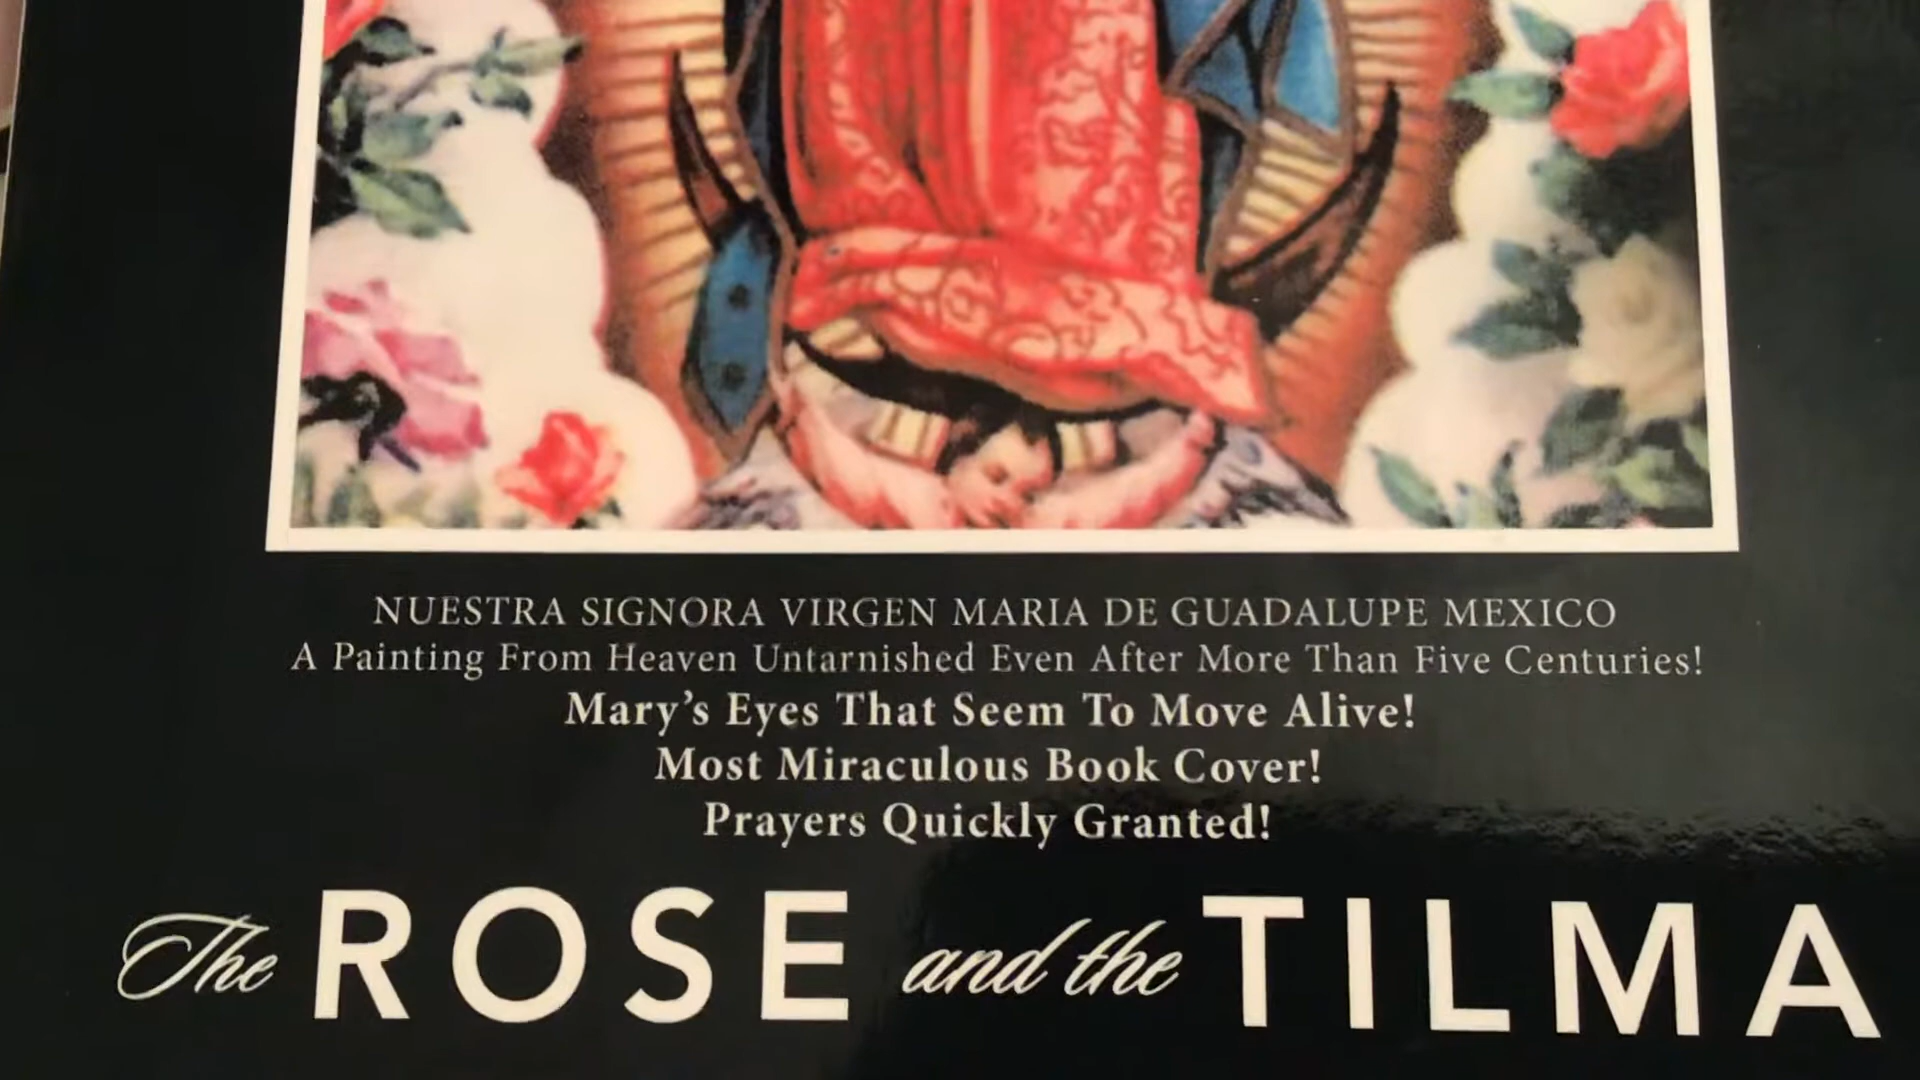 NUESTRA SIGNORA VIRGEN MARIA DE GUADALUPE MEXICO
A Painting From Heaven Untarnished Even After More Than Five Centuries!
Mary's Eyes That Seem To Move Alive!
Most Miraculous Book Cover!
Prayers Quickly Granted!
The ROSE and the TILMA